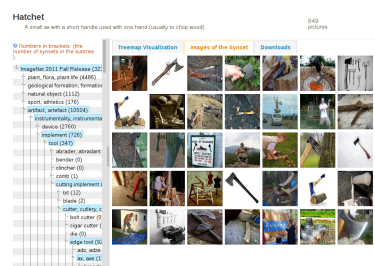 Hatchet
A small ax with a short handle used with one hand (usually to chop wood)
849
pictures
Numbers in brackets: (the
number of synsets in the subtree
Treemap Visualization
Images of the Synset
Downloads
ImageNet 2011 Fall Release (32
plant, flora, plant life (4486)
geological formation, formation
natural object (1112)
sport, athletics (176)
artifact, artefact (10504)
instrumentality, instrumenta
device (2760)
implement (726)
tool (347)
abrader, abradant
bender (0)
clincher (0)
comb (1)
cutting implement (
bit (12)
blade (2)
cutter, cutlery, c
bolt cutter (0
cigar cutter (
die (0)
edge tool (5
adz, adze
ax, axe (1